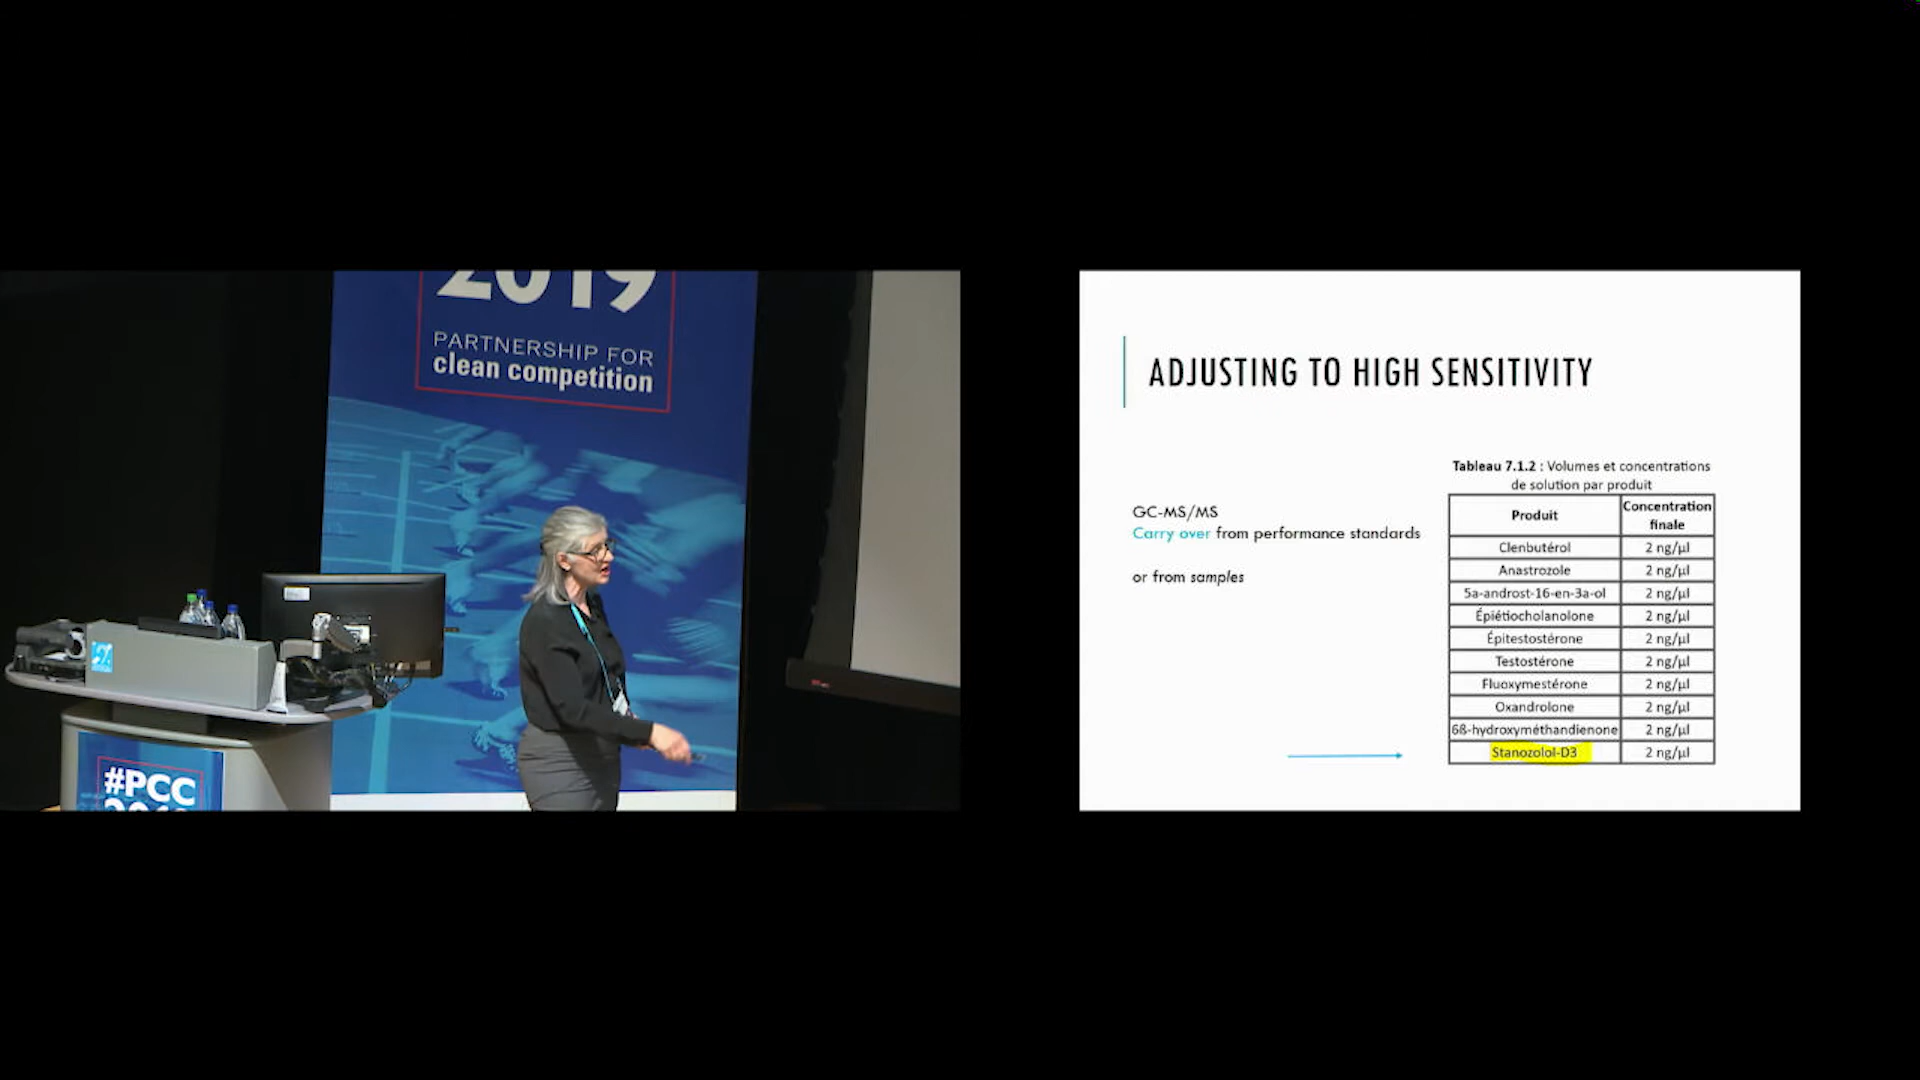 2019
PARTNERSHIP FOR
clean competition
#PCC
ADJUSTING TO HIGH SENSITIVITY
GC-MS/MS
Carry over from performance standards
or from samples
Tableau 7.1.2 : Volumes et concentrations
de solution par produit
Produit
Concentration
finale
Clenbutérol 2 ng/µl
Anastrozole 2 ng/µl
5a-androst-16-en-3a-ol 2 ng/µl
Épiétiocholanolone 2 ng/µl
Épitestostérone 2 ng/µl
Testostérone 2 ng/µl
Fluoxymestérone 2 ng/µl
Oxandrolone 2 ng/µl
6ß-hydroxyméthandienone 2 ng/µl
Stanozolol-D3 2 ng/µl